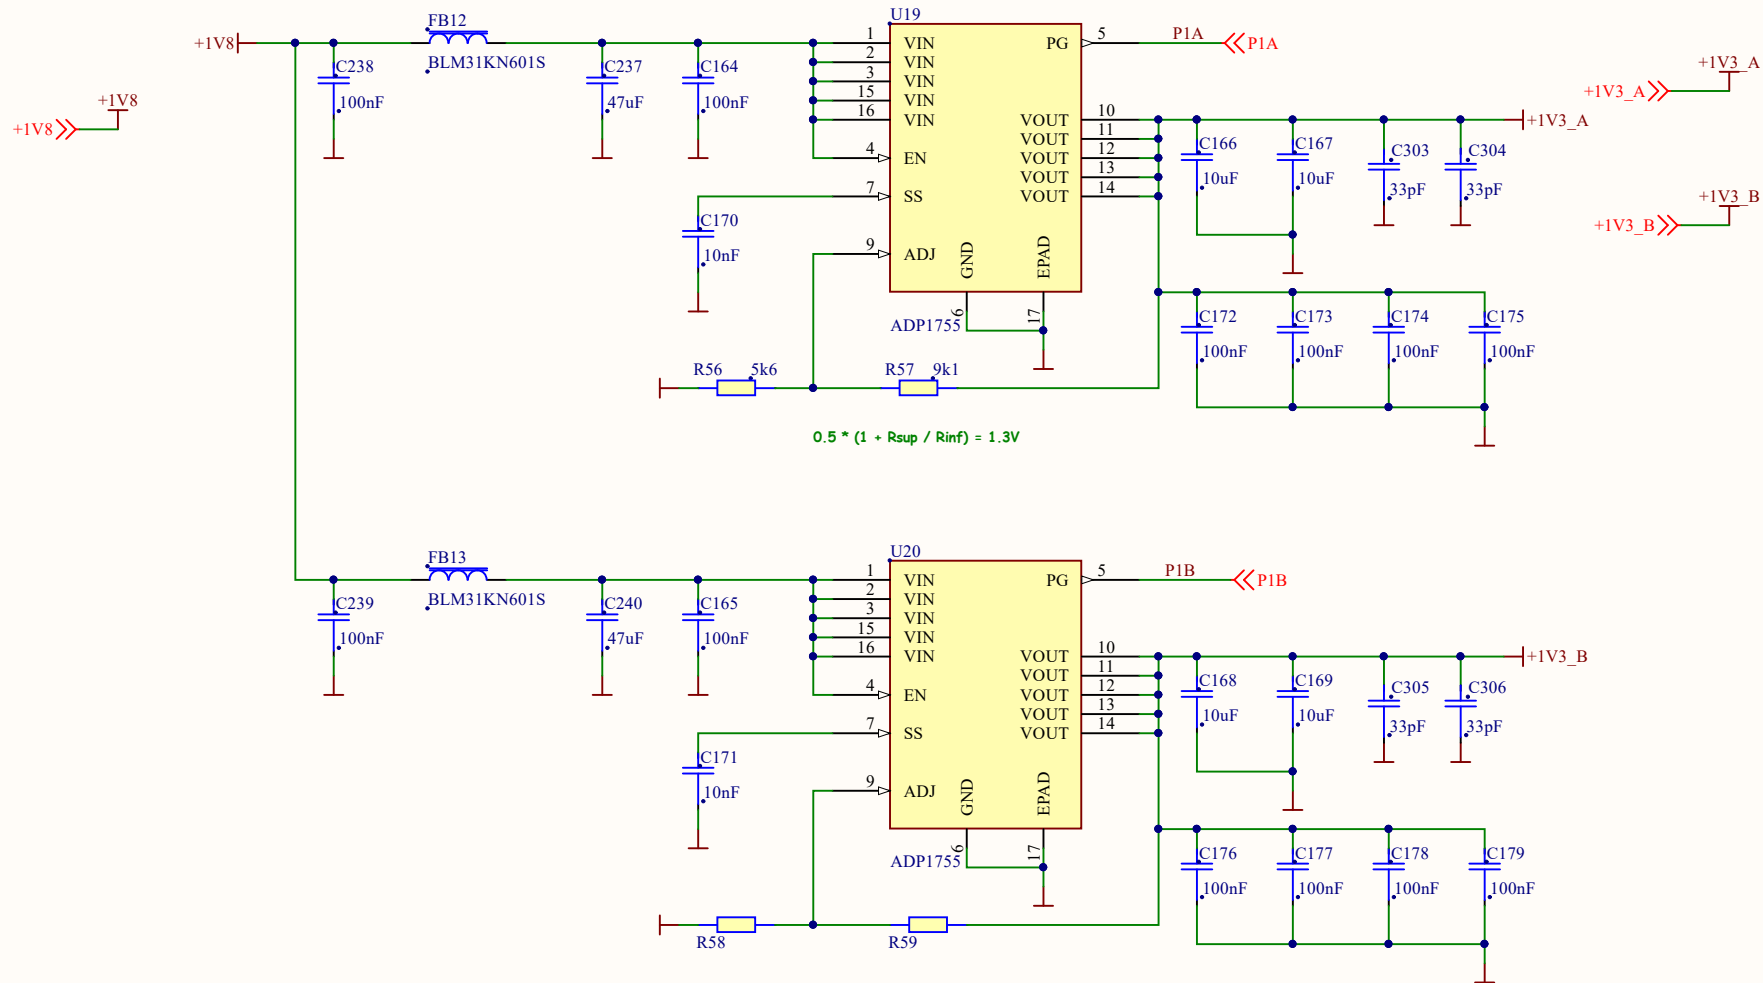 FB12
U19
+1V8
C238
100nF
BLM31KN601S
C237
47uF
C164
100nF
1 VIN
2 VIN
3 VIN
15 VIN
16 VIN
4 EN
7 SS
9 ADJ
PG 5
P1A
P1A
VOUT 10
VOUT 11
VOUT 12
VOUT 13
VOUT 14
GND
EPAD
6
17
ADP1755
C170
10nF
R56 5k6
R57 9k1
0.5 * (1 + Rsup / Rinf) = 1.3V
+1V3_A
C166
10uF
C167
10uF
C303
33pF
C304
33pF
C172
100nF
C173
100nF
C174
100nF
C175
100nF
+1V8
+1V8
+1V3_A
+1V3_A
+1V3_B
+1V3_B
FB13
U20
C239
100nF
BLM31KN601S
C240
47uF
C165
100nF
1 VIN
2 VIN
3 VIN
15 VIN
16 VIN
4 EN
7 SS
9 ADJ
PG 5
P1B
P1B
VOUT 10
VOUT 11
VOUT 12
VOUT 13
VOUT 14
GND
EPAD
6
17
ADP1755
C171
10nF
R58
R59
+1V3_B
C168
10uF
C169
10uF
C305
33pF
C306
33pF
C176
100nF
C177
100nF
C178
100nF
C179
100nF